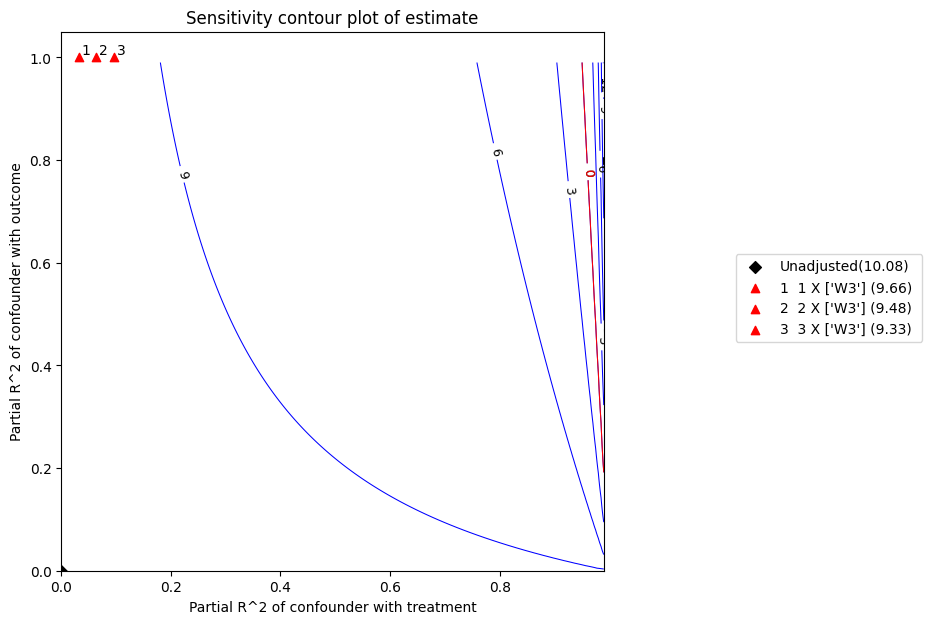 Sensitivity contour plot of estimate
1 2 3
1.0
0.8
0.6
0.4
0.2
0.0
Partial R^2 of confounder with outcome
9
6
3
0
0.0 0.2 0.4 0.6 0.8
Partial R^2 of confounder with treatment
Unadjusted(10.08)
1 1 X ['W3'] (9.66)
2 2 X ['W3'] (9.48)
3 3 X ['W3'] (9.33)